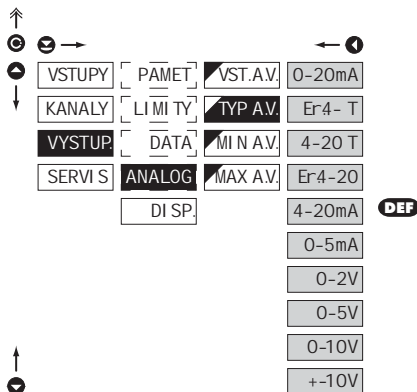 VSTUPY PAMET VST.A.V. 0-20mA
KANALY LIMITY TYP A.V. Er4- T
VYSTUP. DATA MIN A.V. 4-20 T
SERVIS ANALOG MAX A.V. Er4-20
DISP. 4-20mA DEF
0-5mA
0-2V
0-5V
0-10V
+-10V